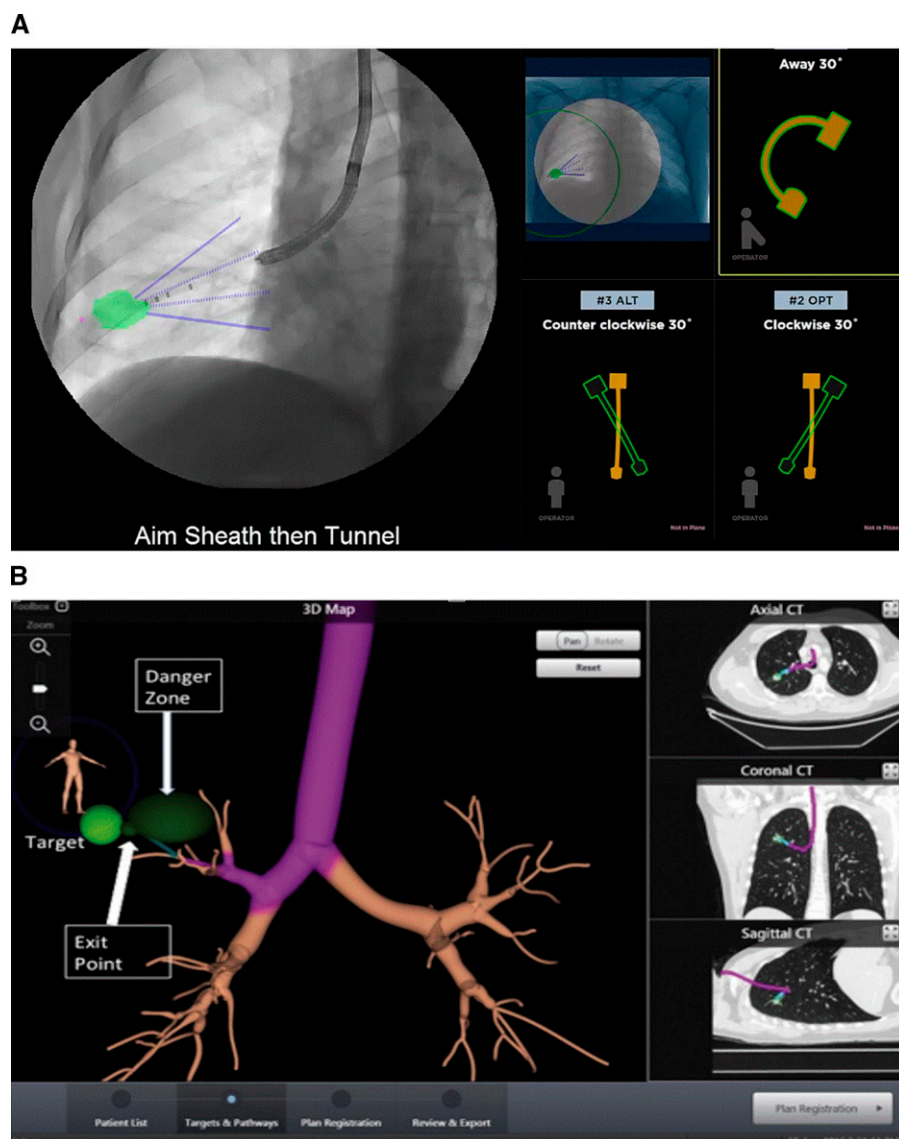 A
Away 30°
OPERATOR
#3 ALT
Counter clockwise 30°
OPERATOR
Not in Plane
#2 OPT
Clockwise 30°
OPERATOR
Not in Plane
Aim Sheath then Tunnel
B
Toolbox
Zoom
3D Map
Pan Rotate
Reset
Danger
Zone
Target
Exit
Point
Axial CT
Coronal CT
Sagittal CT
Patient List
Targets & Pathways
Plan Registration
Review & Export
Plan Registration